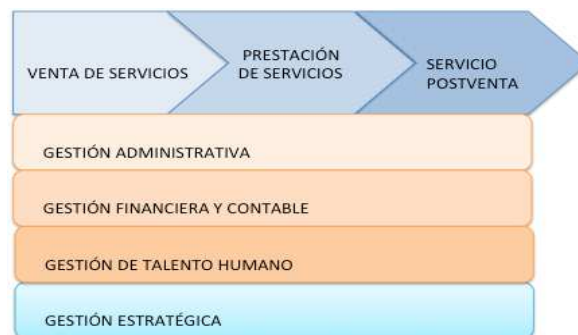 VENTA DE SERVICIOS
PRESTACIÓN
DE SERVICIOS
SERVICIO
POSTVENTA
GESTIÓN ADMINISTRATIVA
GESTIÓN FINANCIERA Y CONTABLE
GESTIÓN DE TALENTO HUMANO
GESTIÓN ESTRATÉGICA